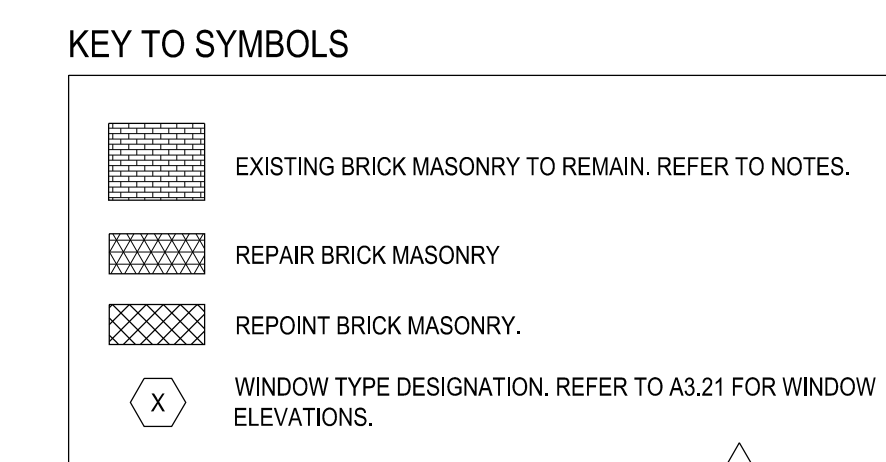 KEY TO SYMBOLS
EXISTING BRICK MASONRY TO REMAIN. REFER TO NOTES.
REPAIR BRICK MASONRY
REPOINT BRICK MASONRY.
X
WINDOW TYPE DESIGNATION. REFER TO A3.21 FOR WINDOW
ELEVATIONS.